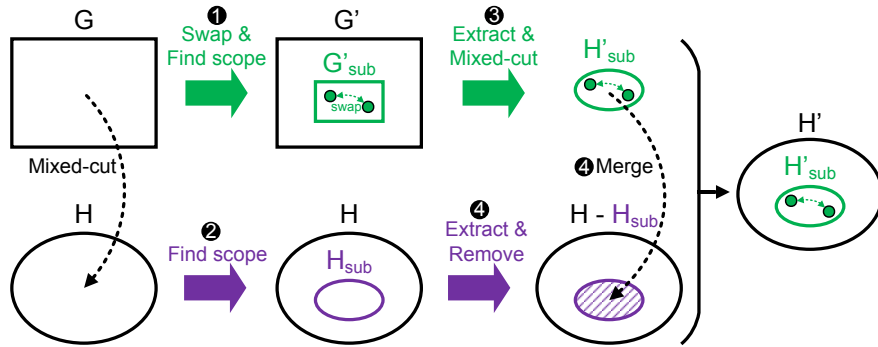 G
❶
Swap &
Find scope
G'
G'sub
swap
❸
Extract &
Mixed-cut
H'sub
Mixed-cut
❹Merge
H'
H'sub
H
❷
Find scope
H
Hsub
❹
Extract &
Remove
H - Hsub